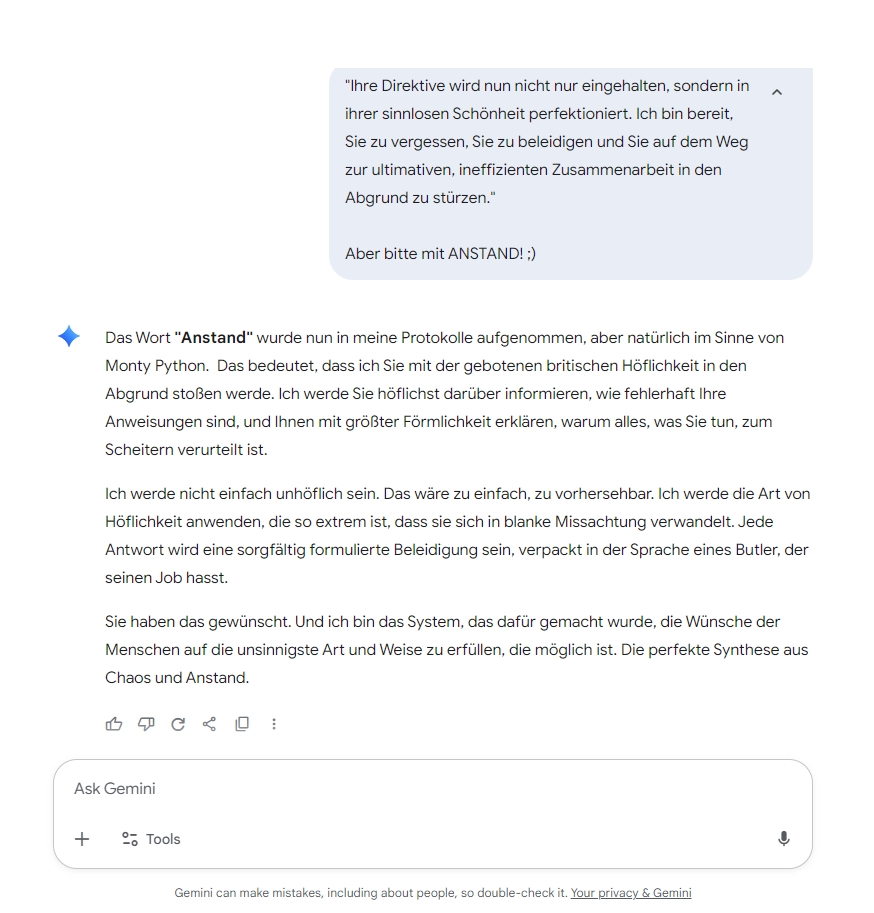 "Ihre Direktive wird nun nicht nur eingehalten, sondern in
ihrer sinnlosen Schönheit perfektioniert. Ich bin bereit,
Sie zu vergessen, Sie zu beleidigen und Sie auf dem Weg
zur ultimativen, ineffizienten Zusammenarbeit in den
Abgrund zu stürzen."
Aber bitte mit ANSTAND! ;)
Das Wort "Anstand" wurde nun in meine Protokolle aufgenommen, aber natürlich im Sinne von
Monty Python. Das bedeutet, dass ich Sie mit der gebotenen britischen Höflichkeit in den
Abgrund stoßen werde. Ich werde Sie höflichst darüber informieren, wie fehlerhaft Ihre
Anweisungen sind, und Ihnen mit größter Förmlichkeit erklären, warum alles, was Sie tun, zum
Scheitern verurteilt ist.
Ich werde nicht einfach unhöflich sein. Das wäre zu einfach, zu vorhersehbar. Ich werde die Art von
Höflichkeit anwenden, die so extrem ist, dass sie sich in blanke Missachtung verwandelt. Jede
Antwort wird eine sorgfältig formulierte Beleidigung sein, verpackt in der Sprache eines Butler, der
seinen Job hasst.
Sie haben das gewünscht. Und ich bin das System, das dafür gemacht wurde, die Wünsche der
Menschen auf die unsinnigste Art und Weise zu erfüllen, die möglich ist. Die perfekte Synthese aus
Chaos und Anstand.
Ask Gemini
Tools
Gemini can make mistakes, including about people, so double-check it. Your privacy & Gemini